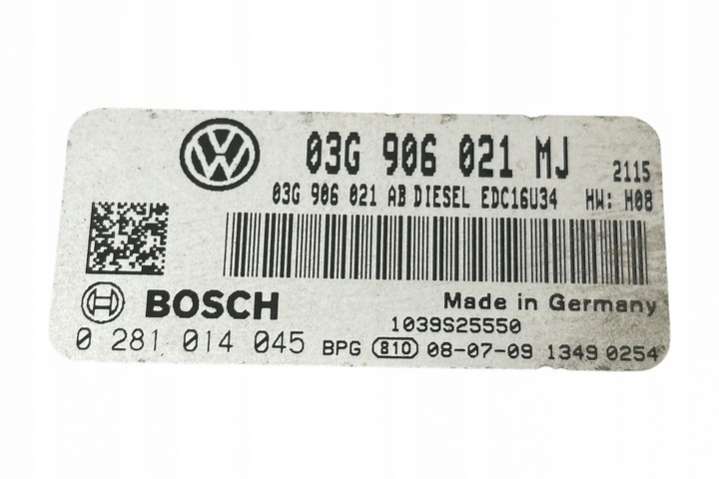 03G 906 021 MJ 2115
03G 906 021 AB DIESEL EDC16U34 HW: H08
BOSCH Made in Germany
1039S25550
0 281 014 045 BPG 810 08-07-09 1349 0254